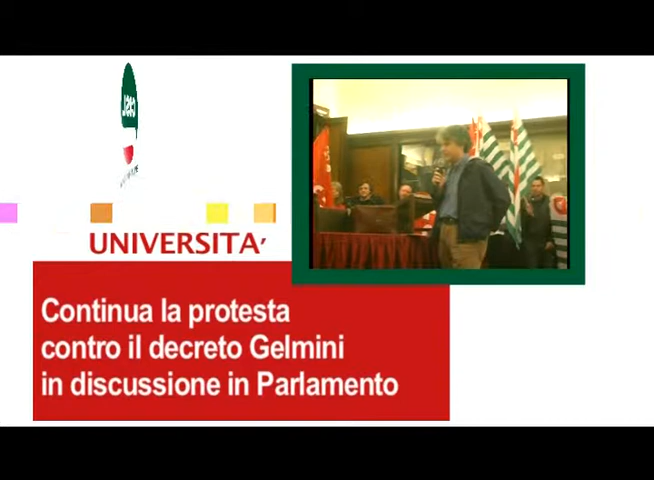 UNIVERSITA’
Continua la protesta
contro il decreto Gelmini
in discussione in Parlamento